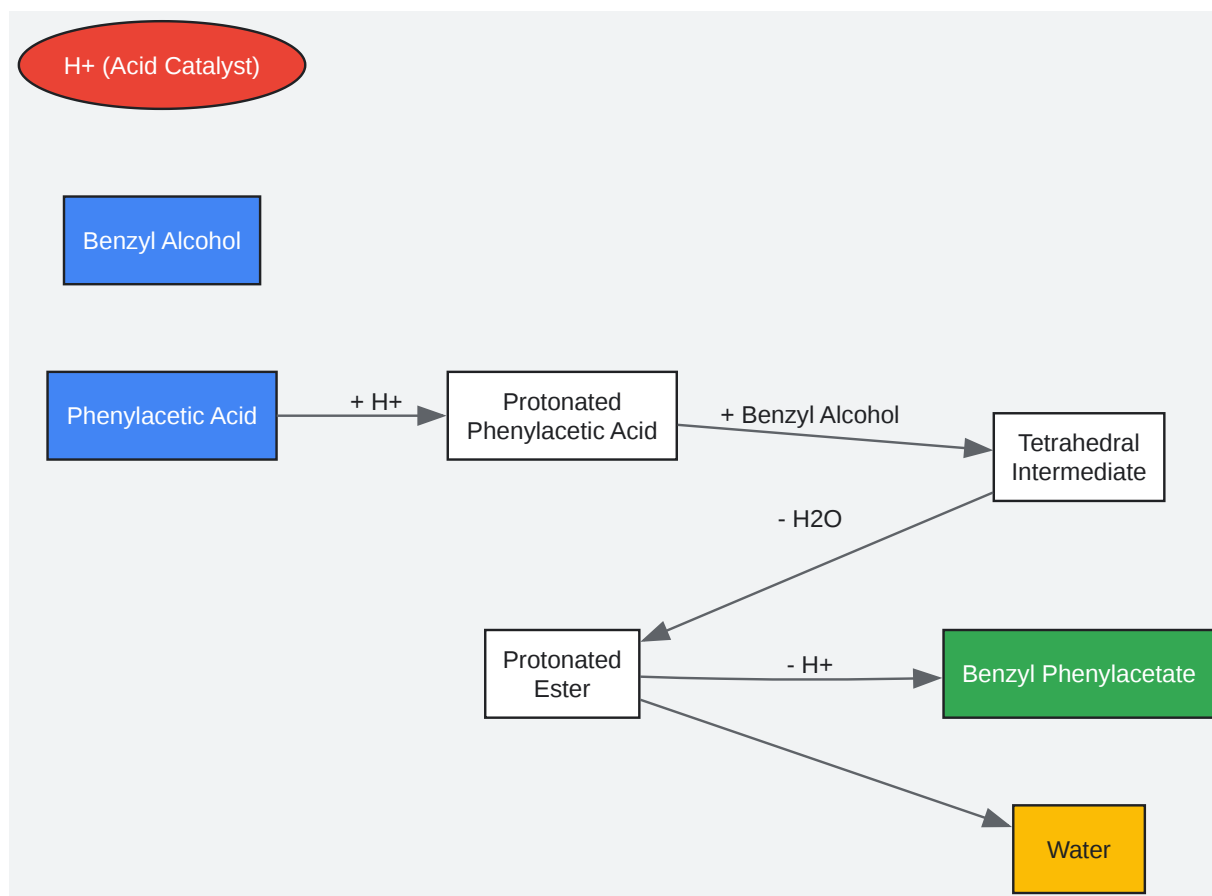 H+ (Acid Catalyst)
Benzyl Alcohol
Phenylacetic Acid
+ H+
Protonated
Phenylacetic Acid
+ Benzyl Alcohol
Tetrahedral
Intermediate
- H2O
Protonated
Ester
- H+
Benzyl Phenylacetate
Water